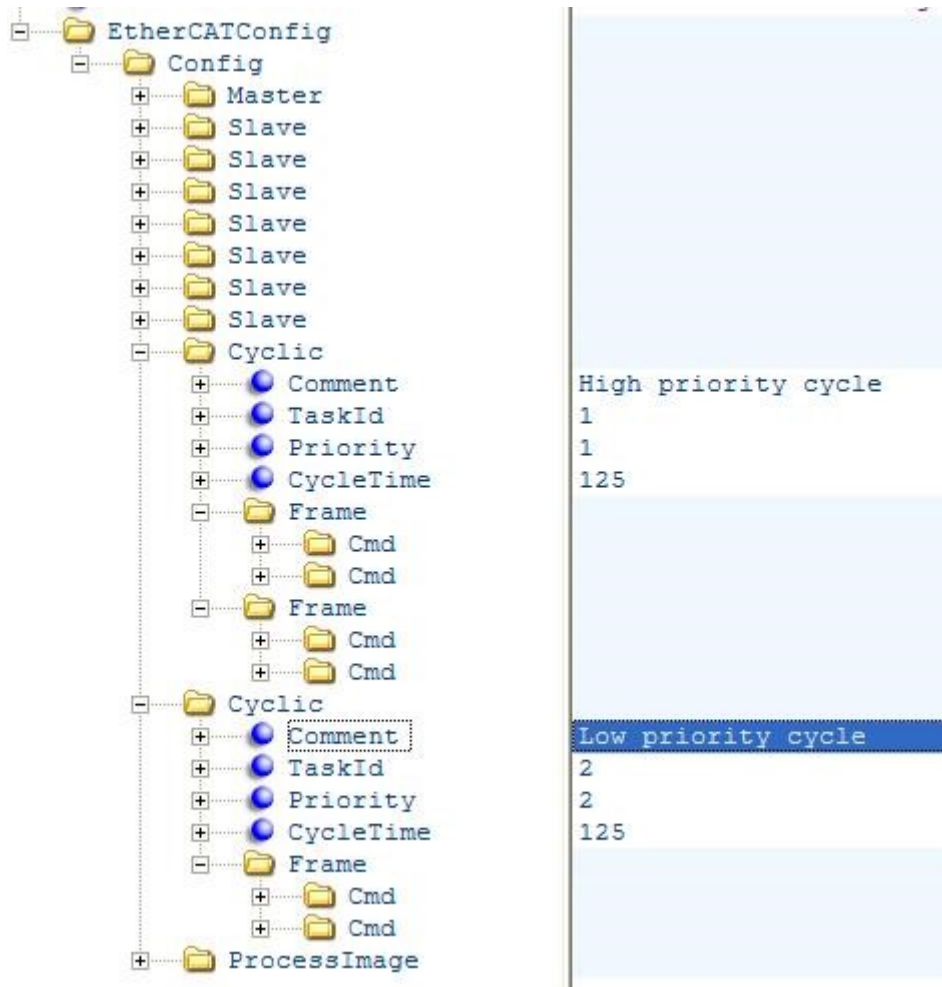 EtherCATConfig
Config
Master
Slave
Slave
Slave
Slave
Slave
Slave
Slave
Cyclic
Comment High priority cycle
TaskId 1
Priority 1
CycleTime 125
Frame
Cmd
Cmd
Frame
Cmd
Cmd
Cyclic
Comment Low priority cycle
TaskId 2
Priority 2
CycleTime 125
Frame
Cmd
Cmd
ProcessImage